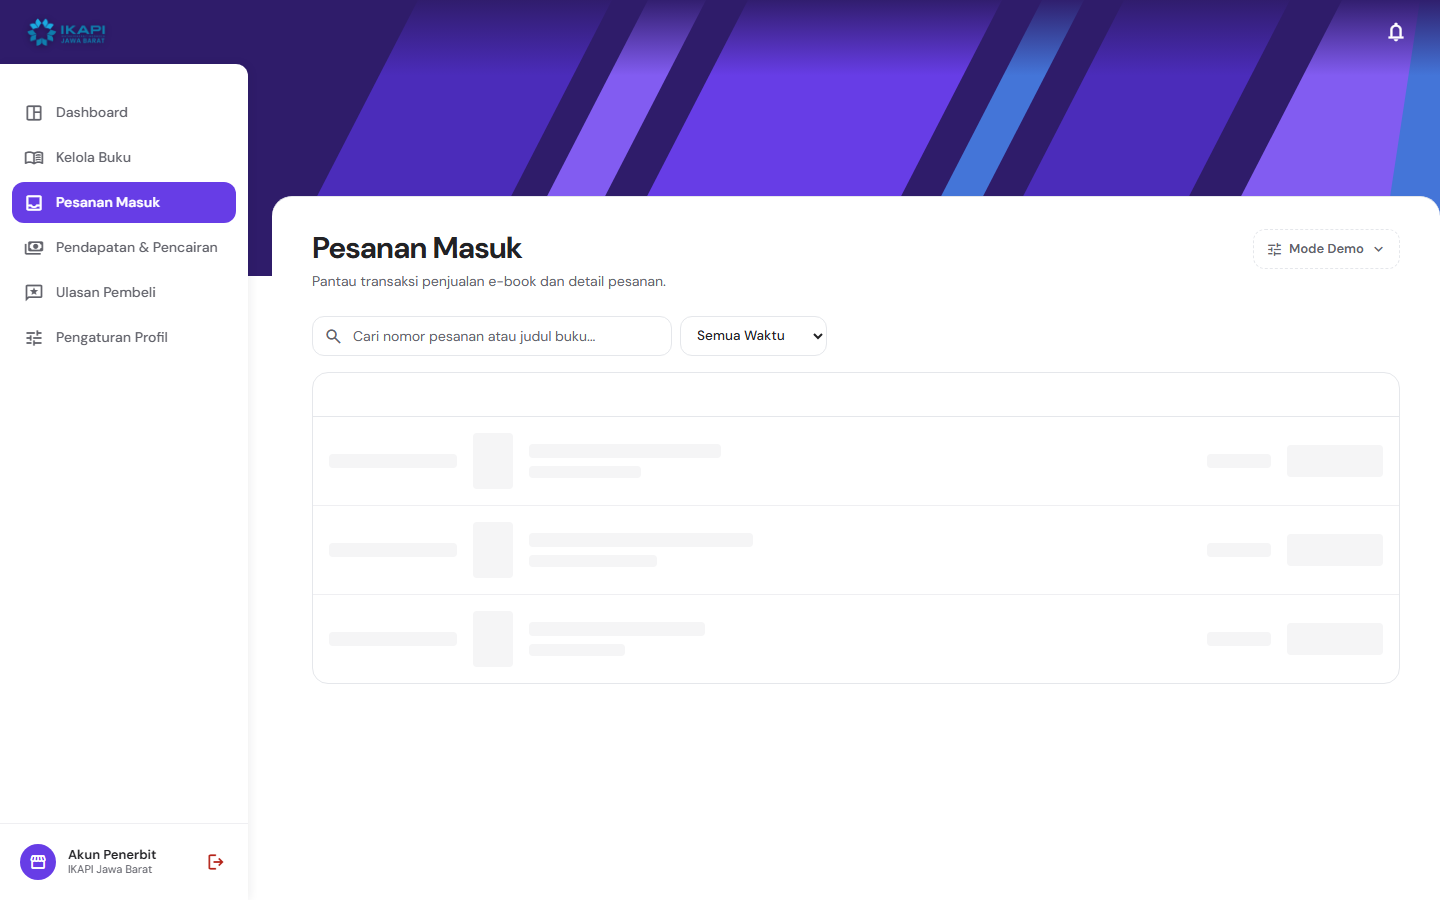 IKAPI
JAWA BARAT
Dashboard
Kelola Buku
Pesanan Masuk
Pendapatan & Pencairan
Ulasan Pembeli
Pengaturan Profil
Akun Penerbit
IKAPI Jawa Barat
Pesanan Masuk
Mode Demo
Pantau transaksi penjualan e-book dan detail pesanan.
Cari nomor pesanan atau judul buku...
Semua Waktu